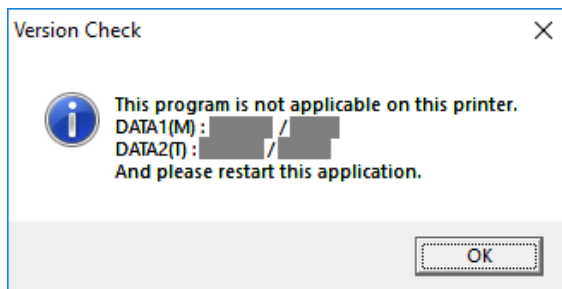 Version Check
This program is not applicable on this printer.
DATA1(M) : /
DATA2(T) : /
And please restart this application.
OK